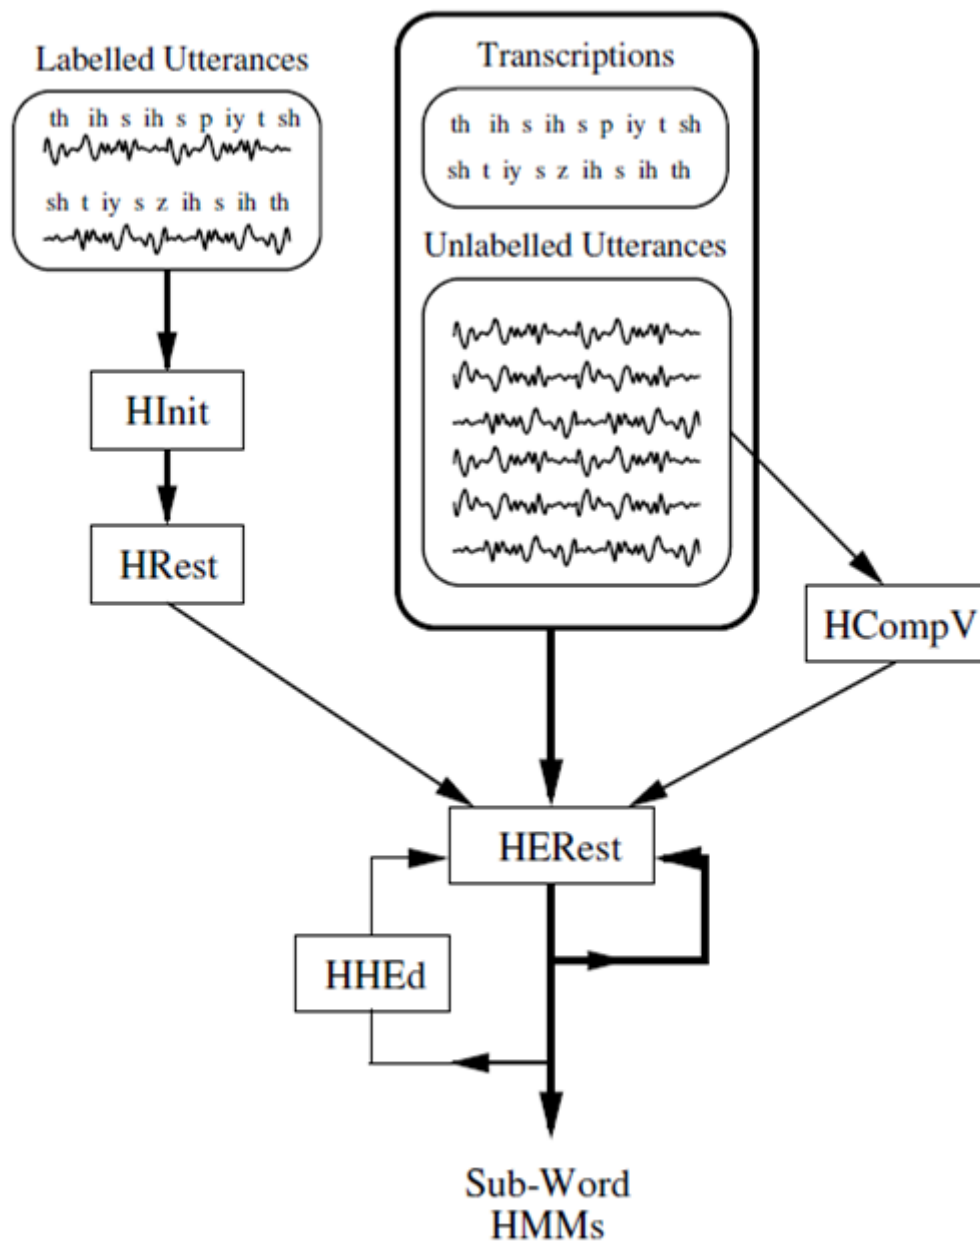 Labelled Utterances
th ih s ih s p iy t sh
sh t iy s z ih s ih th
HInit
HRest
Transcriptions
th ih s ih s p iy t sh
sh t iy s z ih s ih th
Unlabelled Utterances
HCompV
HERest
HHEd
Sub-Word
HMMs